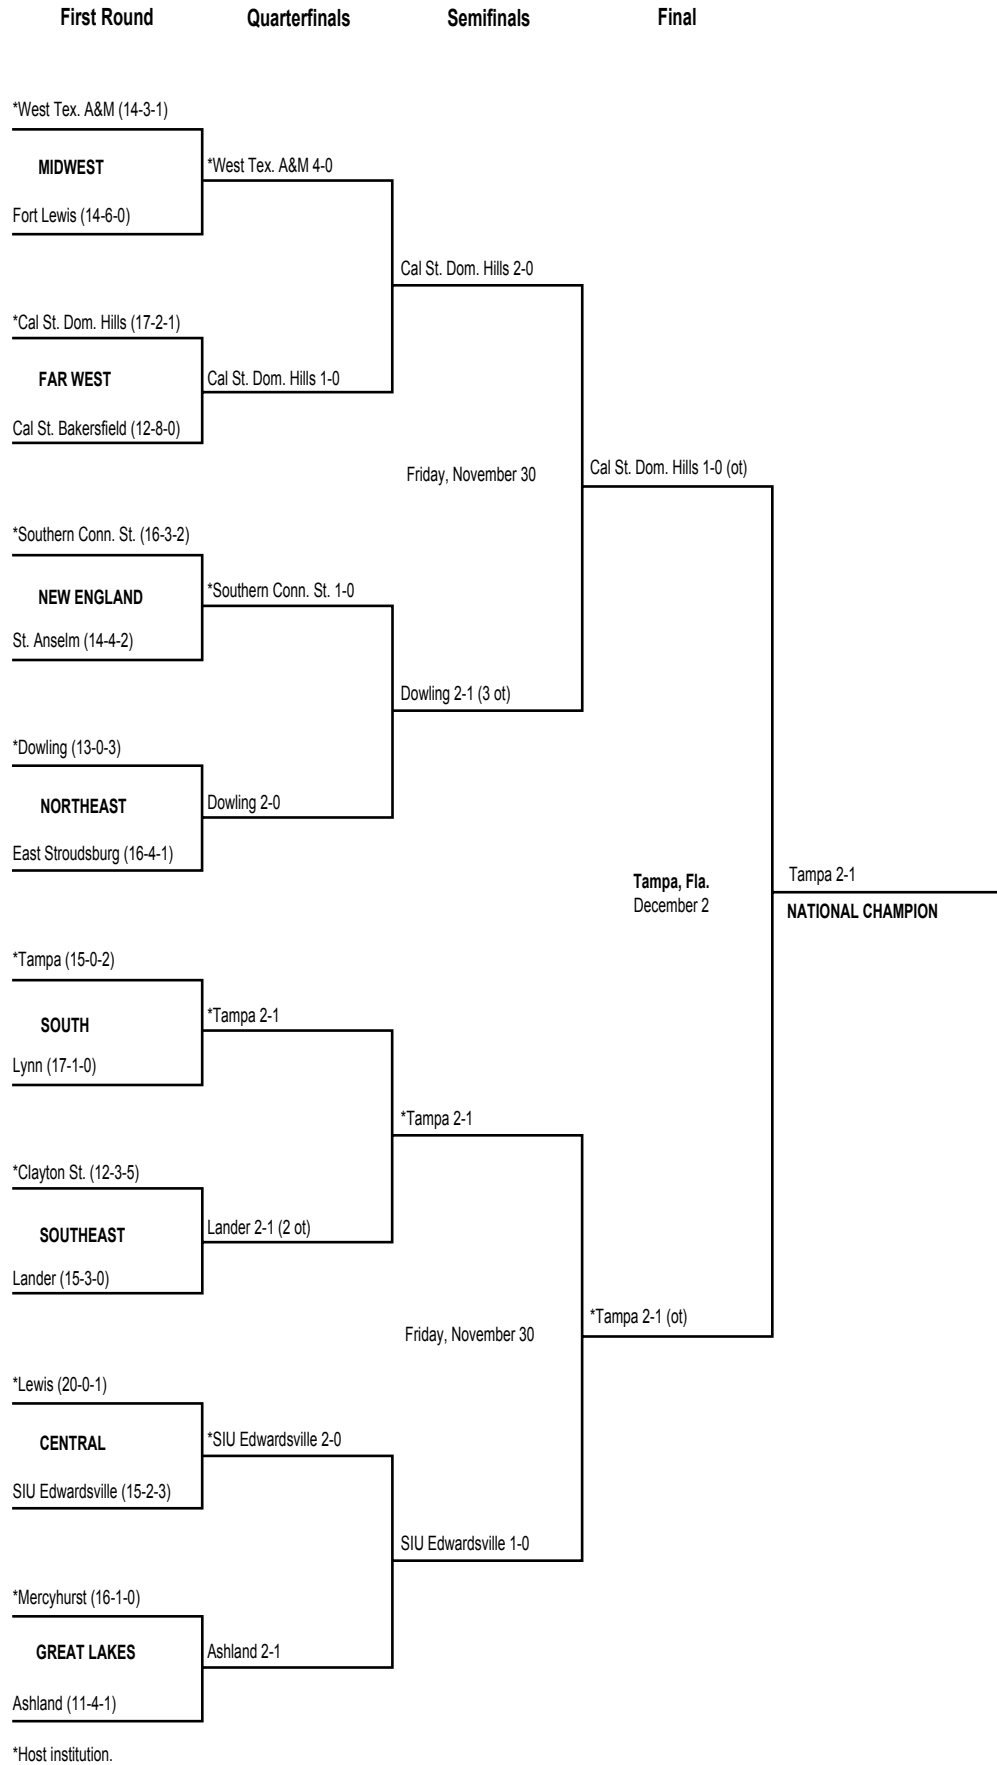 First Round Quarterfinals Semifinals Final
*West Tex. A&M (14-3-1)
MIDWEST
*West Tex. A&M 4-0
Fort Lewis (14-6-0)
Cal St. Dom. Hills 2-0
*Cal St. Dom. Hills (17-2-1)
FAR WEST
Cal St. Dom. Hills 1-0
Cal St. Bakersfield (12-8-0)
Friday, November 30
Cal St. Dom. Hills 1-0 (ot)
*Southern Conn. St. (16-3-2)
NEW ENGLAND
*Southern Conn. St. 1-0
St. Anselm (14-4-2)
Dowling 2-1 (3 ot)
*Dowling (13-0-3)
NORTHEAST
Dowling 2-0
East Stroudsburg (16-4-1)
Tampa, Fla.
December 2
Tampa 2-1
NATIONAL CHAMPION
*Tampa (15-0-2)
SOUTH
*Tampa 2-1
Lynn (17-1-0)
*Tampa 2-1
*Clayton St. (12-3-5)
SOUTHEAST
Lander 2-1 (2 ot)
Lander (15-3-0)
Friday, November 30
*Tampa 2-1 (ot)
*Lewis (20-0-1)
CENTRAL
*SIU Edwardsville 2-0
SIU Edwardsville (15-2-3)
SIU Edwardsville 1-0
*Mercyhurst (16-1-0)
GREAT LAKES
Ashland 2-1
Ashland (11-4-1)
*Host institution.